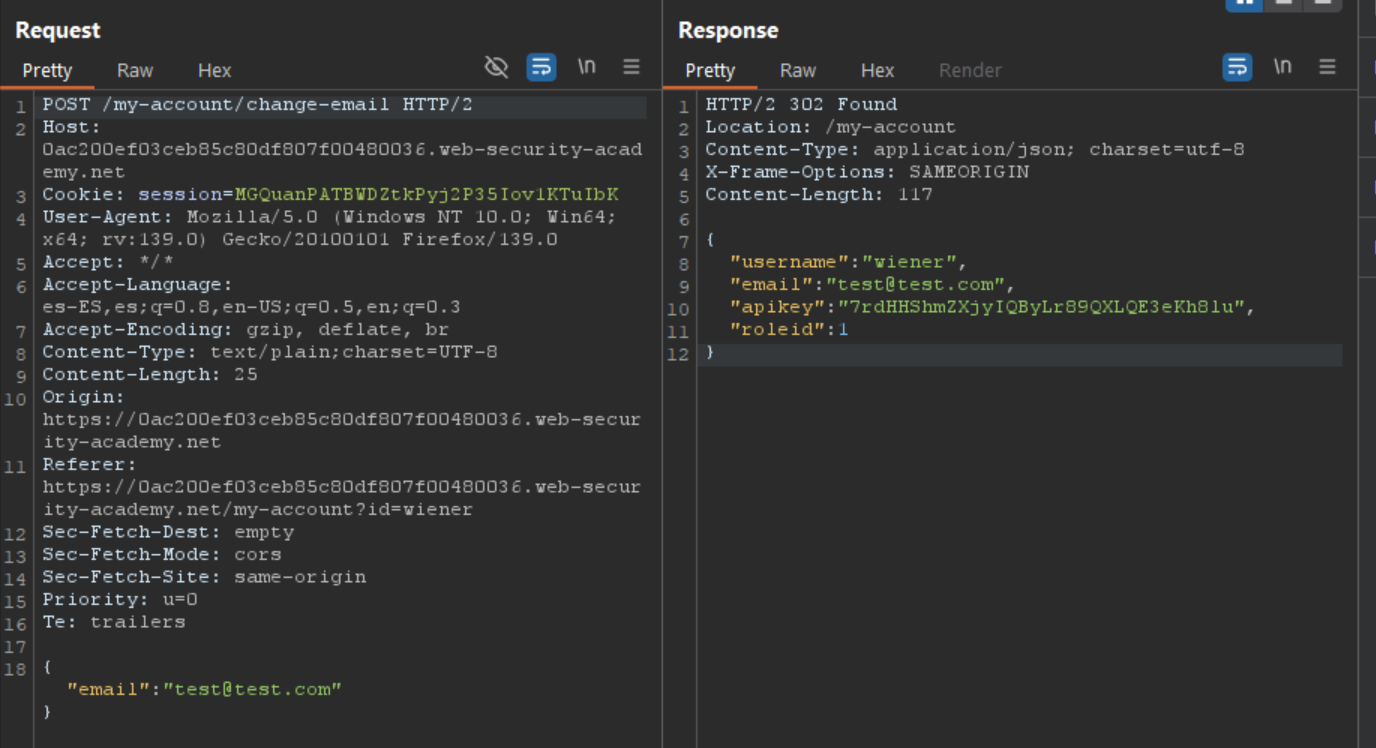 Request
Pretty Raw Hex \n
1 POST /my-account/change-email HTTP/2
2 Host:
0ac200ef03ceb85c80df807f00480036.web-security-acad
emy.net
3 Cookie: session=MGQuanPATBWDZtkPyj2P35Iov1KTuIbK
4 User-Agent: Mozilla/5.0 (Windows NT 10.0; Win64;
x64; rv:139.0) Gecko/20100101 Firefox/139.0
5 Accept: */*
6 Accept-Language:
es-ES,es;q=0.8,en-US;q=0.5,en;q=0.3
7 Accept-Encoding: gzip, deflate, br
8 Content-Type: text/plain;charset=UTF-8
9 Content-Length: 25
10 Origin:
https://0ac200ef03ceb85c80df807f00480036.web-secur
ity-academy.net
11 Referer:
https://0ac200ef03ceb85c80df807f00480036.web-secur
ity-academy.net/my-account?id=wiener
12 Sec-Fetch-Dest: empty
13 Sec-Fetch-Mode: cors
14 Sec-Fetch-Site: same-origin
15 Priority: u=0
16 Te: trailers
17
18 {
"email":"test@test.com"
}
Response
Pretty Raw Hex Render \n
1 HTTP/2 302 Found
2 Location: /my-account
3 Content-Type: application/json; charset=utf-8
4 X-Frame-Options: SAMEORIGIN
5 Content-Length: 117
6
7 {
8 "username":"wiener",
9 "email":"test@test.com",
10 "apikey":"7rdHHShmZXjyIQByLr89QXLQE3eKh8lu",
11 "roleid":1
12 }